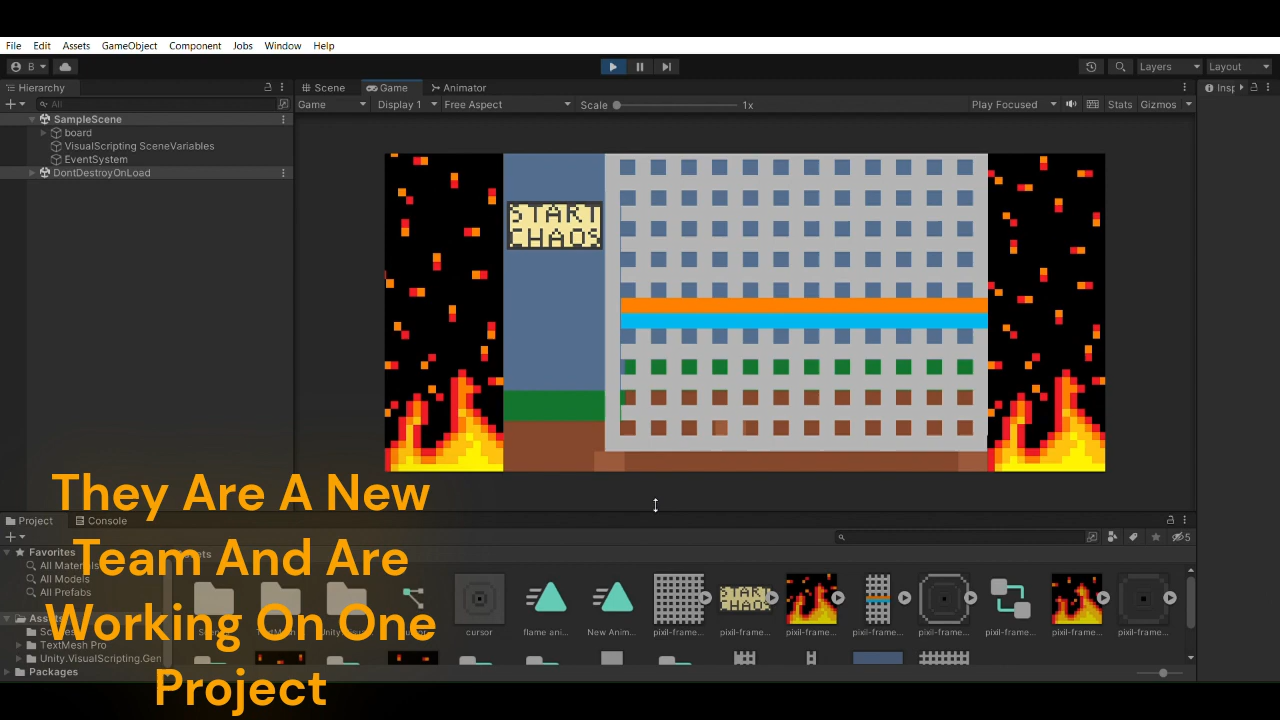 File Edit Assets GameObject Component Jobs Window Help
B Layers Layout
Hierarchy Scene Game Animator Insp
All Game Display 1 Free Aspect Scale 1x Play Focused Stats Gizmos
SampleScene
board
VisualScripting SceneVariables
EventSystem
DontDestroyOnLoad
START
CHAOS
They Are A New
Team And Are
Working On One
Project
Project Console
5
Favorites
All Models
All Prefabs
cursor flame ani... New Anim... pixil-frame... pixil-frame... pixil-frame... pixil-frame... pixil-frame... pixil-frame... pixil-frame... pixil-frame...
TextMesh Pro
Unity.VisualScripting.Gen
Packages